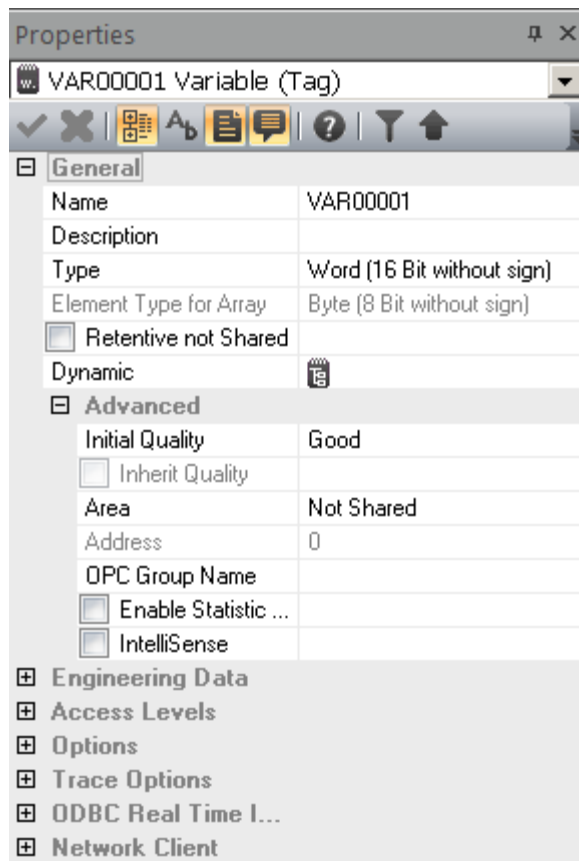 Properties
VAR00001 Variable (Tag)
General
Name VAR00001
Description
Type Word (16 Bit without sign)
Element Type for Array Byte (8 Bit without sign)
Retentive not Shared
Dynamic
Advanced
Initial Quality Good
Inherit Quality
Area Not Shared
Address 0
OPC Group Name
Enable Statistic ...
IntelliSense
Engineering Data
Access Levels
Options
Trace Options
ODBC Real Time I...
Network Client